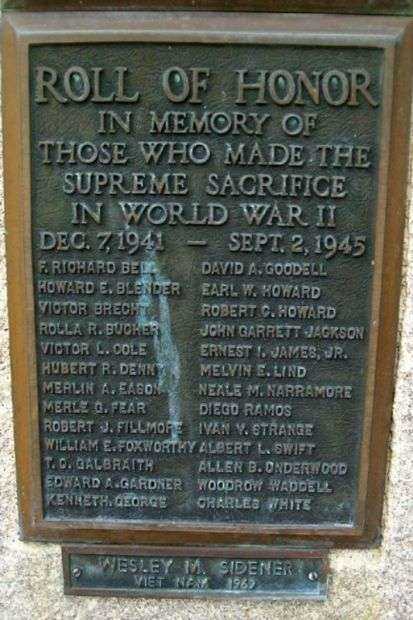 ROLL OF HONOR
IN MEMORY OF
THOSE WHO MADE THE
SUPREME SACRIFICE
IN WORLD WAR II
DEC. 7, 1941 — SEPT. 2, 1945
F. RICHARD BELL
HOWARD E. BLENDER
VICTOR BRECHT
ROLLA R. BUCHER
VICTOR L. COLE
HUBERT R. DENNY
MERLIN A. EASON
MERLE G. FEAR
ROBERT J. FILLMORE
WILLIAM E. FOXWORTHY
T. C. GALBRAITH
EDWARD A. GARDNER
KENNETH GEORGE
DAVID A. GOODELL
EARL W. HOWARD
ROBERT C. HOWARD
JOHN GARRETT JACKSON
ERNEST I. JAMES, JR.
MELVIN E. LIND
NEALE M. NARRAMORE
DIEGO RAMOS
IVAN V. STRANGE
ALBERT L. SWIFT
ALLEN B. UNDERWOOD
WOODROW WADDELL
CHARLES WHITE
WESLEY M. SIDENER
VIET NAM